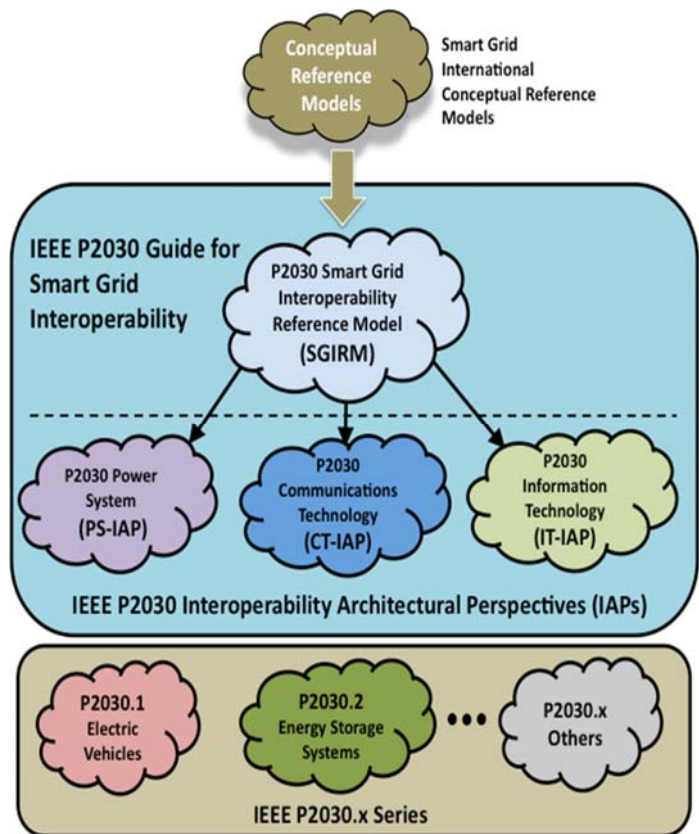 Conceptual
Reference
Models
Smart Grid
International
Conceptual Reference
Models
IEEE P2030 Guide for
Smart Grid
Interoperability
P2030 Smart Grid
Interoperability
Reference Model
(SGIRM)
P2030 Power
System
(PS-IAP)
P2030
Communications
Technology
(CT-IAP)
P2030
Information
Technology
(IT-IAP)
IEEE P2030 Interoperability Architectural Perspectives (IAPs)
P2030.1
Electric
Vehicles
P2030.2
Energy Storage
Systems
P2030.x
Others
IEEE P2030.x Series